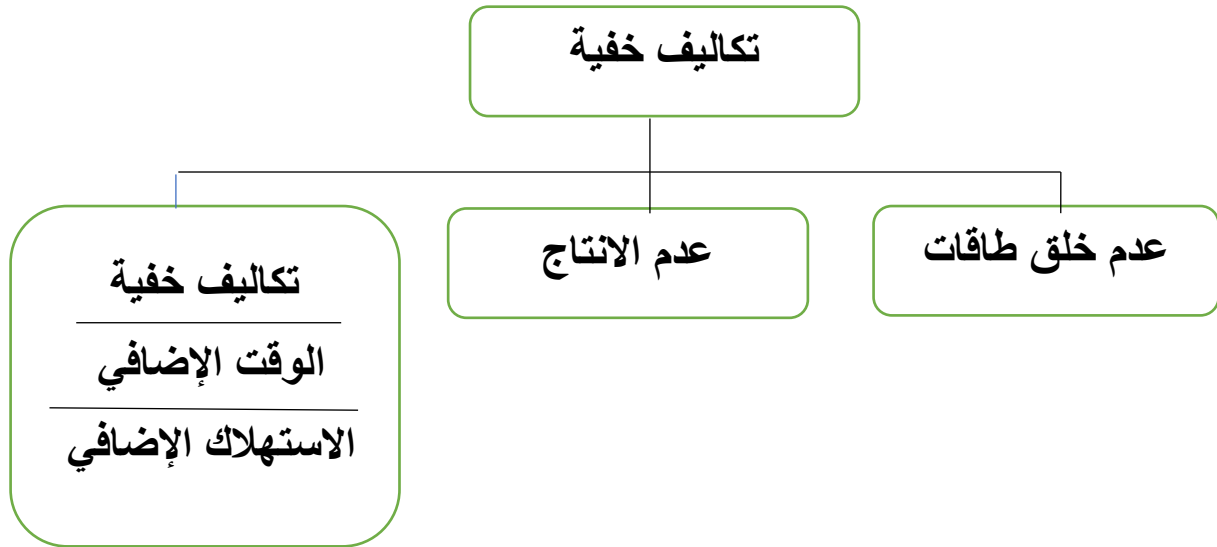 تكاليف خفية
عدم خلق طاقات
عدم الانتاج
تكاليف خفية
الوقت الإضافي
الاستهلاك الإضافي